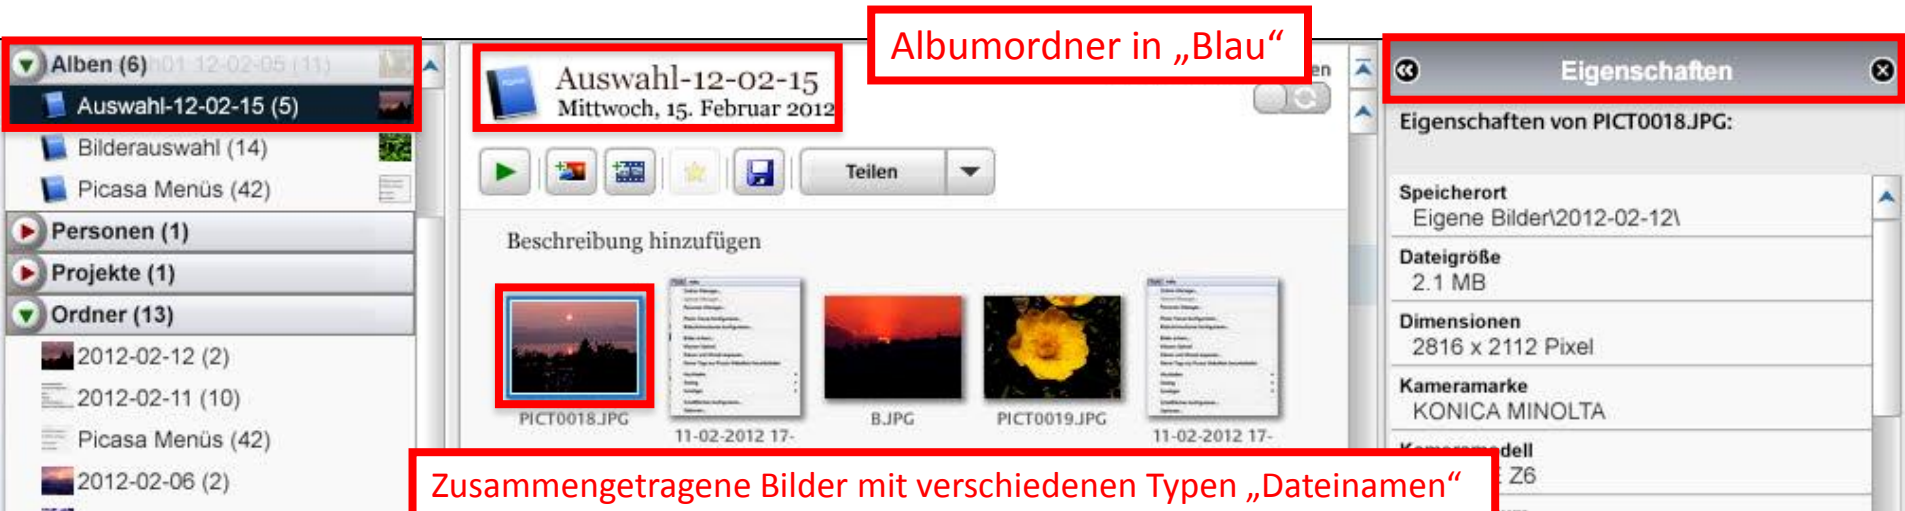 Albumordner in „Blau“
Alben (6)
Auswahl-12-02-15 (5)
Bilderauswahl (14)
Picasa Menüs (42)
Personen (1)
Projekte (1)
Ordner (13)
2012-02-12 (2)
2012-02-11 (10)
Picasa Menüs (42)
2012-02-06 (2)
Auswahl-12-02-15
Mittwoch, 15. Februar 2012
en
Teilen
Beschreibung hinzufügen
PICT0018.JPG
11-02-2012 17-
B.JPG
PICT0019.JPG
11-02-2012 17-
Zusammengetragene Bilder mit verschiedenen Typen „Dateinamen“
Eigenschaften
Eigenschaften von PICT0018.JPG:
Speicherort
Eigene Bilder\2012-02-12\
Dateigröße
2.1 MB
Dimensionen
2816 x 2112 Pixel
Kameramarke
KONICA MINOLTA
Kameramodell
Z6